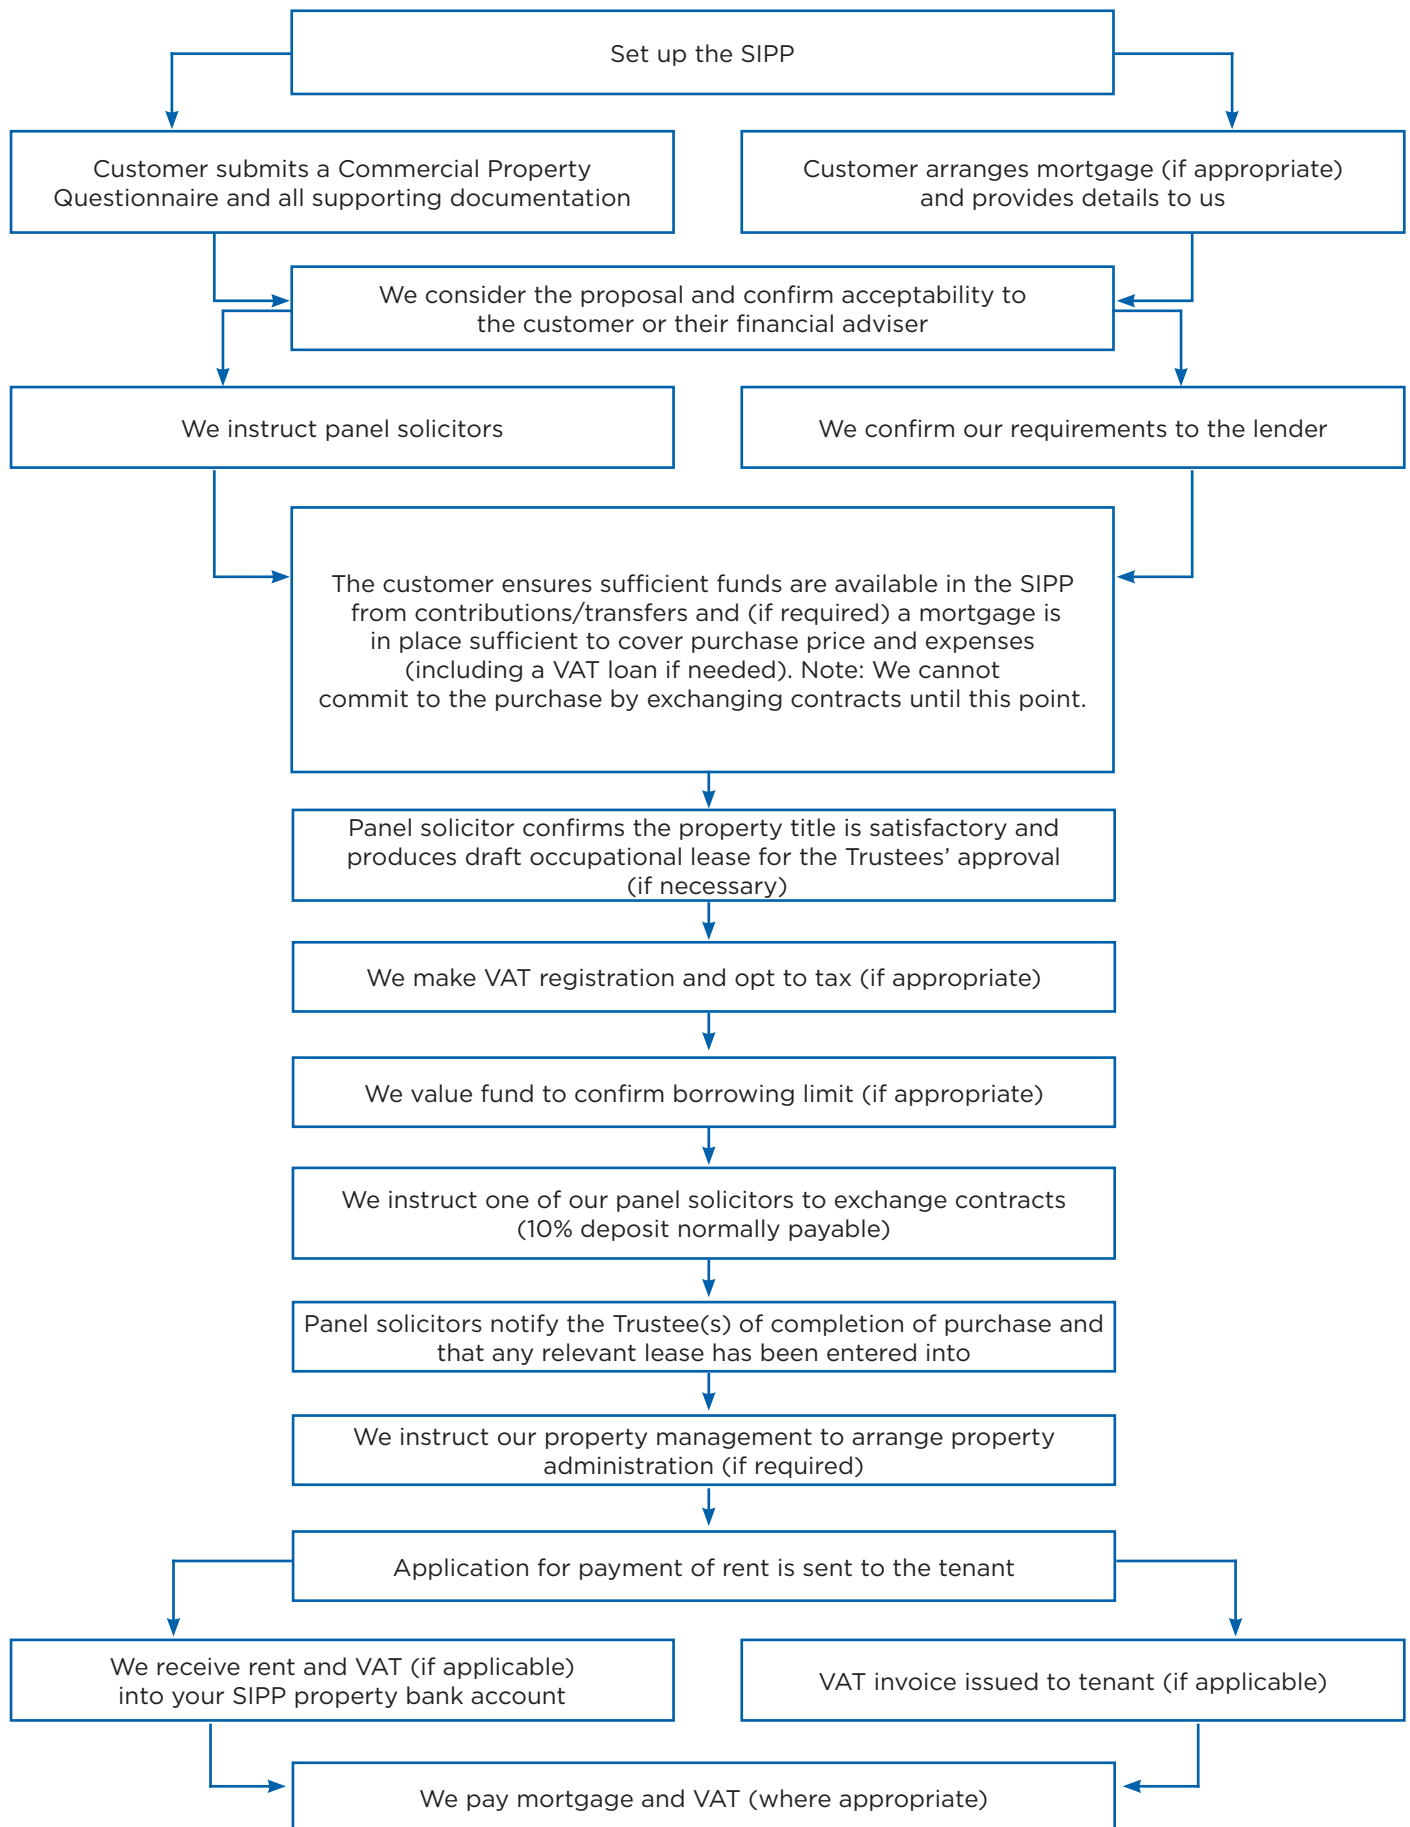 Set up the SIPP
Customer submits a Commercial Property
Questionnaire and all supporting documentation
Customer arranges mortgage (if appropriate)
and provides details to us
We consider the proposal and confirm acceptability to
the customer or their financial adviser
We instruct panel solicitors
We confirm our requirements to the lender
The customer ensures sufficient funds are available in the SIPP
from contributions/transfers and (if required) a mortgage is
in place sufficient to cover purchase price and expenses
(including a VAT loan if needed). Note: We cannot
commit to the purchase by exchanging contracts until this point.
Panel solicitor confirms the property title is satisfactory and
produces draft occupational lease for the Trustees’ approval
(if necessary)
We make VAT registration and opt to tax (if appropriate)
We value fund to confirm borrowing limit (if appropriate)
We instruct one of our panel solicitors to exchange contracts
(10% deposit normally payable)
Panel solicitors notify the Trustee(s) of completion of purchase and
that any relevant lease has been entered into
We instruct our property management to arrange property
administration (if required)
Application for payment of rent is sent to the tenant
We receive rent and VAT (if applicable)
into your SIPP property bank account
VAT invoice issued to tenant (if applicable)
We pay mortgage and VAT (where appropriate)